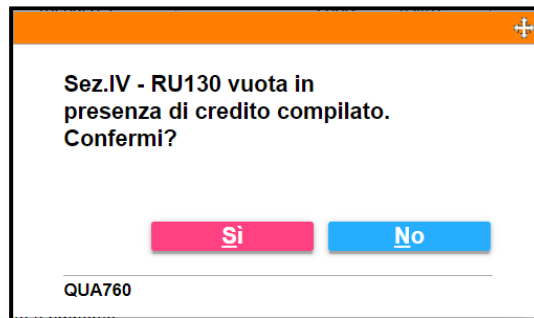 Sez.IV - RU130 vuota in
presenza di credito compilato.
Confermi?
Sì
No
QUA760